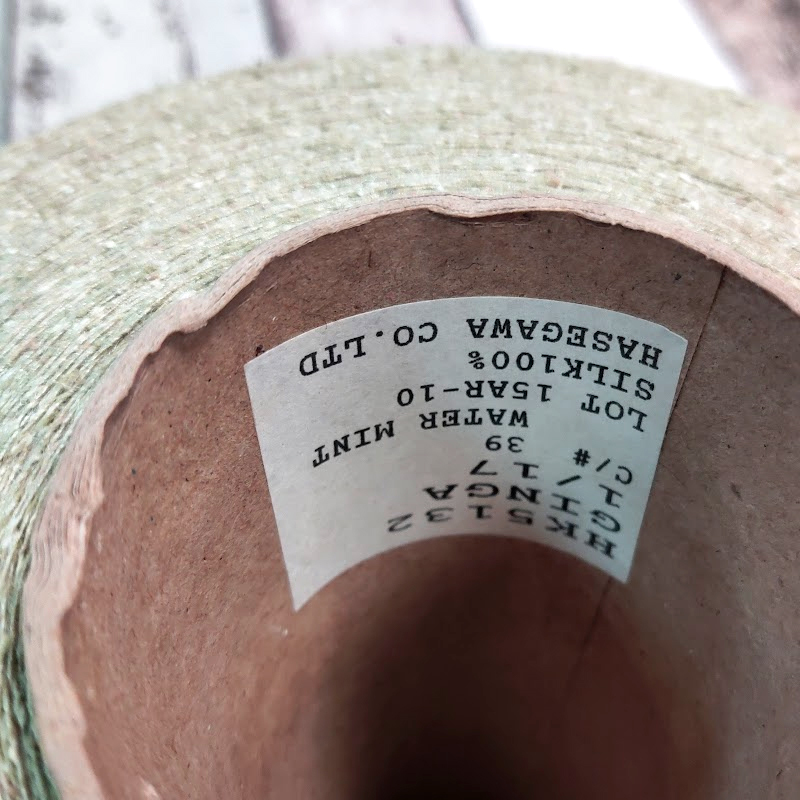 HK5132
GINGA
1/17
C/# 39
WATER MINT
LOT 15AR-10
SILK100%
HASEGAWA CO.LTD